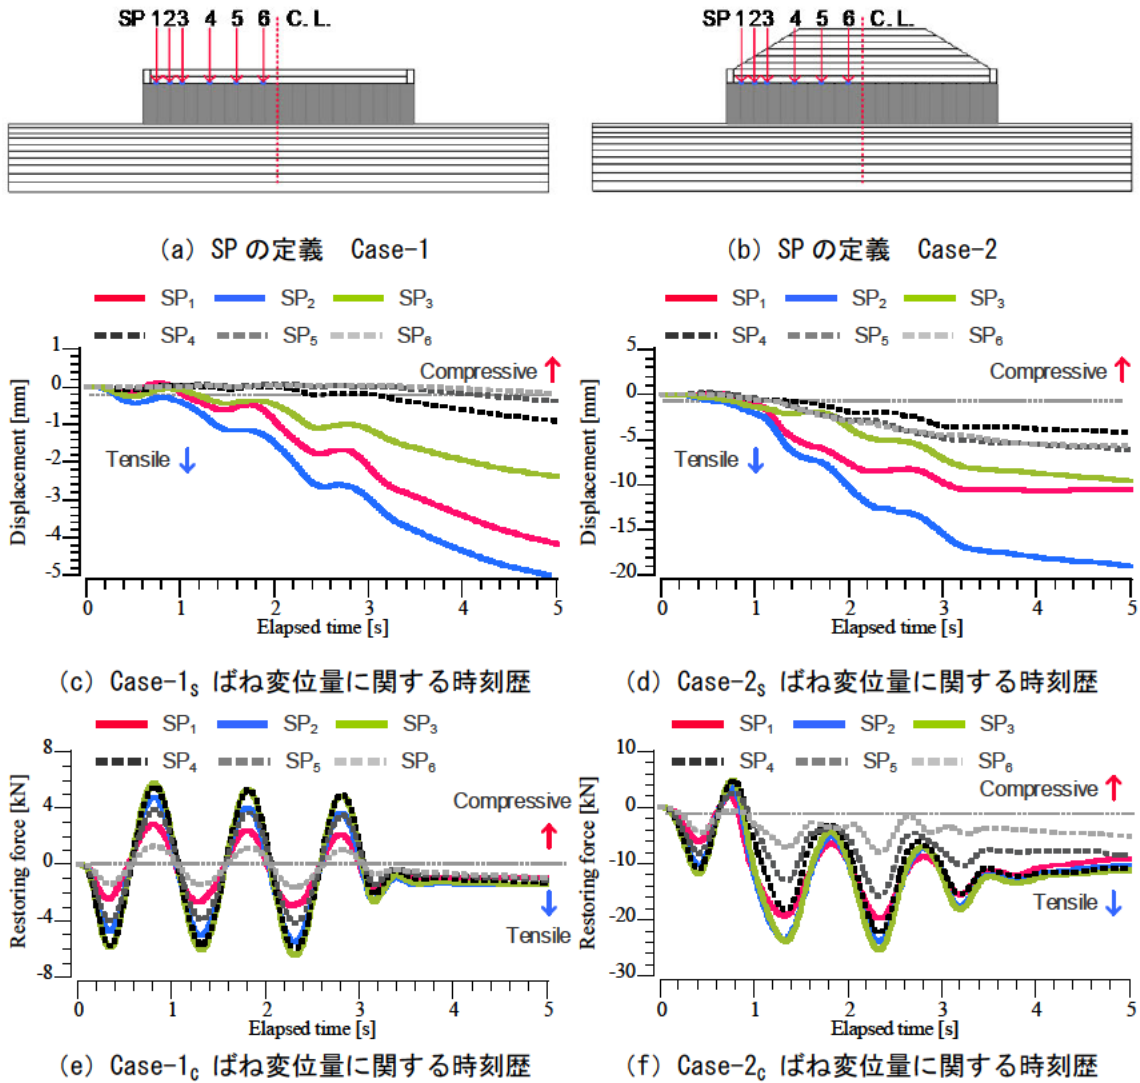 SP 123 4 5 6 C. L.
SP 123 4 5 6 C. L.
(a) SP の定義 Case-1
(b) SP の定義 Case-2
SP1 SP2 SP3
SP4 SP5 SP6
1
0
-1
-2
-3
-4
-5
Displacement [mm]
Compressive
Tensile
0 1 2 3 4 5
Elapsed time [s]
SP1 SP2 SP3
SP4 SP5 SP6
5
0
-5
-10
-15
-20
Displacement [mm]
Compressive
Tensile
0 1 2 3 4 5
Elapsed time [s]
(c) Case-1s ばね変位量に関する時刻歴
(d) Case-2s ばね変位量に関する時刻歴
SP1 SP2 SP3
SP4 SP5 SP6
8
4
0
-4
-8
Restoring force [kN]
Compressive
Tensile
0 1 2 3 4 5
Elapsed time [s]
SP1 SP2 SP3
SP4 SP5 SP6
10
0
-10
-20
-30
Restoring force [kN]
Compressive
Tensile
0 1 2 3 4 5
Elapsed time [s]
(e) Case-1c ばね変位量に関する時刻歴
(f) Case-2c ばね変位量に関する時刻歴